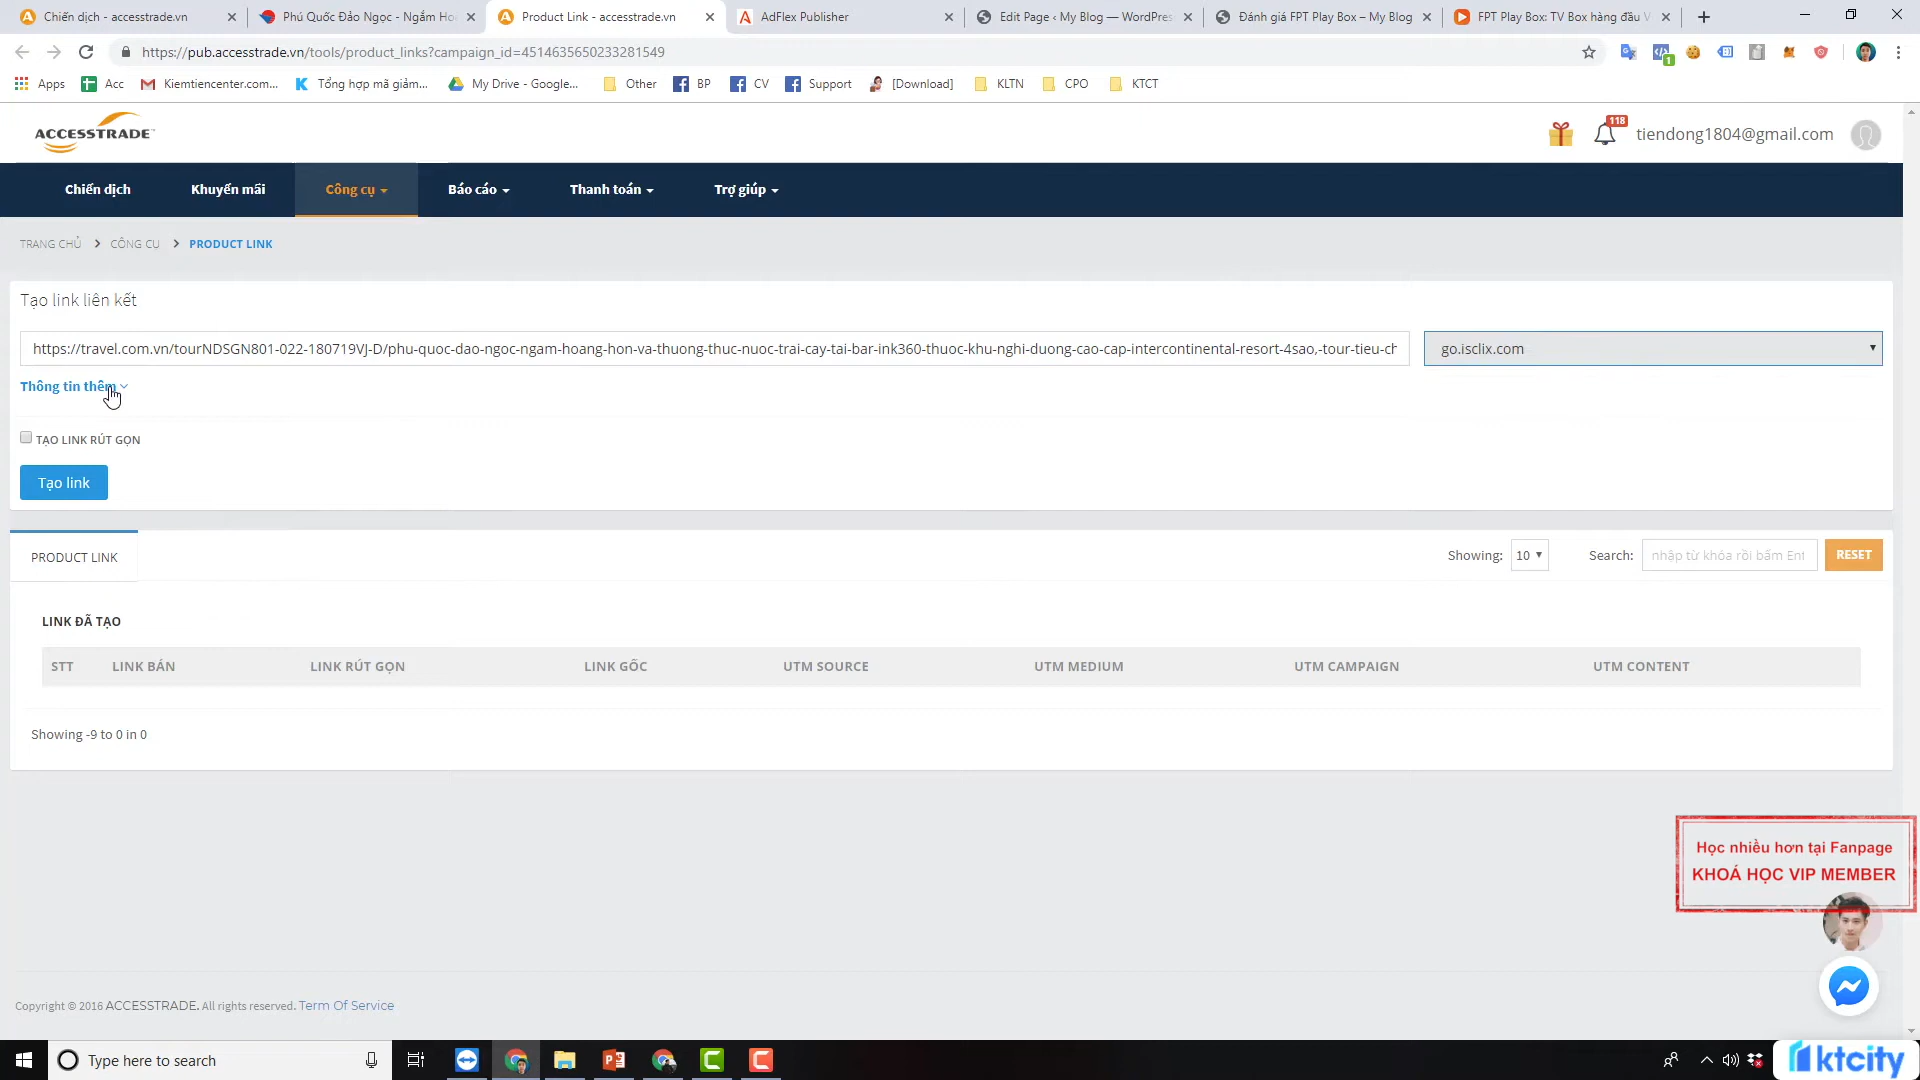 Chiến dịch - accesstrade.vn
Phú Quốc Đảo Ngọc - Ngắm Ho
Product Link - accesstrade.vn
AdFlex Publisher
Edit Page ‹ My Blog — WordPres
Đánh giá FPT Play Box – My Blog
FPT Play Box: TV Box hàng đầu V
https://pub.accesstrade.vn/tools/product_links?campaign_id=4514635650233281549
1
Apps
Acc
Kiemtiencenter.com...
Tổng hợp mã giảm...
My Drive - Google...
Other
BP
CV
Support
[Download]
KLTN
CPO
KTCT
ACCESSTRADE
118
tiendong1804@gmail.com
Chiến dịch
Khuyến mãi
Công cụ
Báo cáo
Thanh toán
Trợ giúp
TRANG CHỦ > CÔNG CỤ > PRODUCT LINK
Tạo link liên kết
https://travel.com.vn/tourNDSGN801-022-180719VJ-D/phu-quoc-dao-ngoc-ngam-hoang-hon-va-thuong-thuc-nuoc-trai-cay-tai-bar-ink360-thuoc-khu-nghi-duong-cao-cap-intercontinental-resort-4sao,-tour-tieu-ch
go.isclix.com
Thông tin thêm
TẠO LINK RÚT GỌN
Tạo link
PRODUCT LINK
Showing:
10
Search:
nhập từ khóa rồi bấm Ent
RESET
LINK ĐÃ TẠO
STT
LINK BÁN
LINK RÚT GỌN
LINK GỐC
UTM SOURCE
UTM MEDIUM
UTM CAMPAIGN
UTM CONTENT
Showing -9 to 0 in 0
Học nhiều hơn tại Fanpage
KHOÁ HỌC VIP MEMBER
Copyright © 2016 ACCESSTRADE. All rights reserved. Term Of Service
Type here to search
ktcity